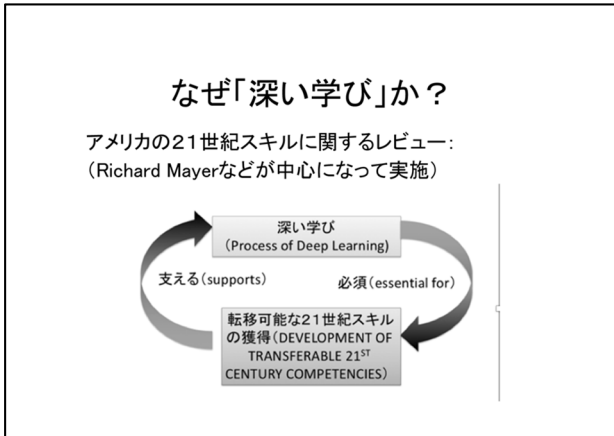 なぜ「深い学び」か？
アメリカの21世紀スキルに関するレビュー：
（Richard Mayerなどが中心になって実施）
深い学び
（Process of Deep Learning)
支える（supports）
必須（essential for）
転移可能な２１世紀スキル
の獲得（DEVELOPMENT OF
TRANSFERABLE 21ST
CENTURY COMPETENCIES）